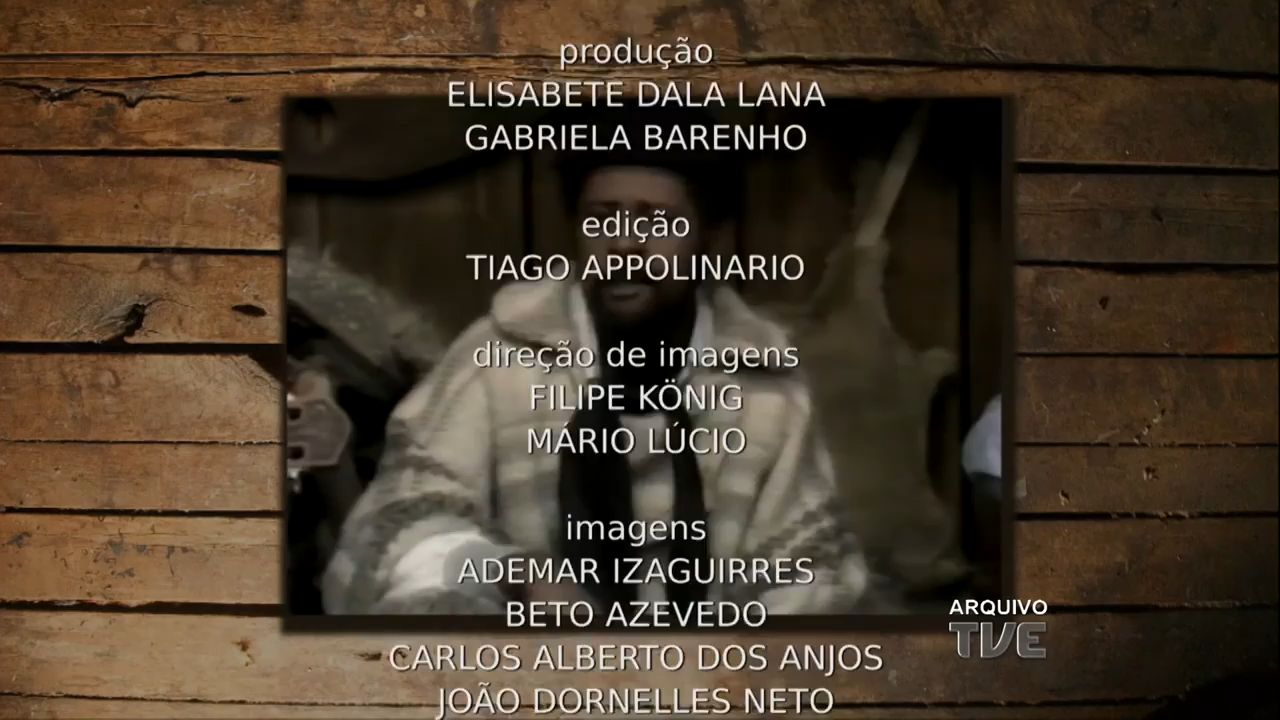 produção
ELISABETE DALA LANA
GABRIELA BARENHO
edição
TIAGO APPOLINARIO
direção de imagens
FILIPE KÖNIG
MÁRIO LÚCIO
imagens
ADEMAR IZAGUIRRES
BETO AZEVEDO
CARLOS ALBERTO DOS ANJOS
JOÃO DORNELLES NETO
ARQUIVO
TVE